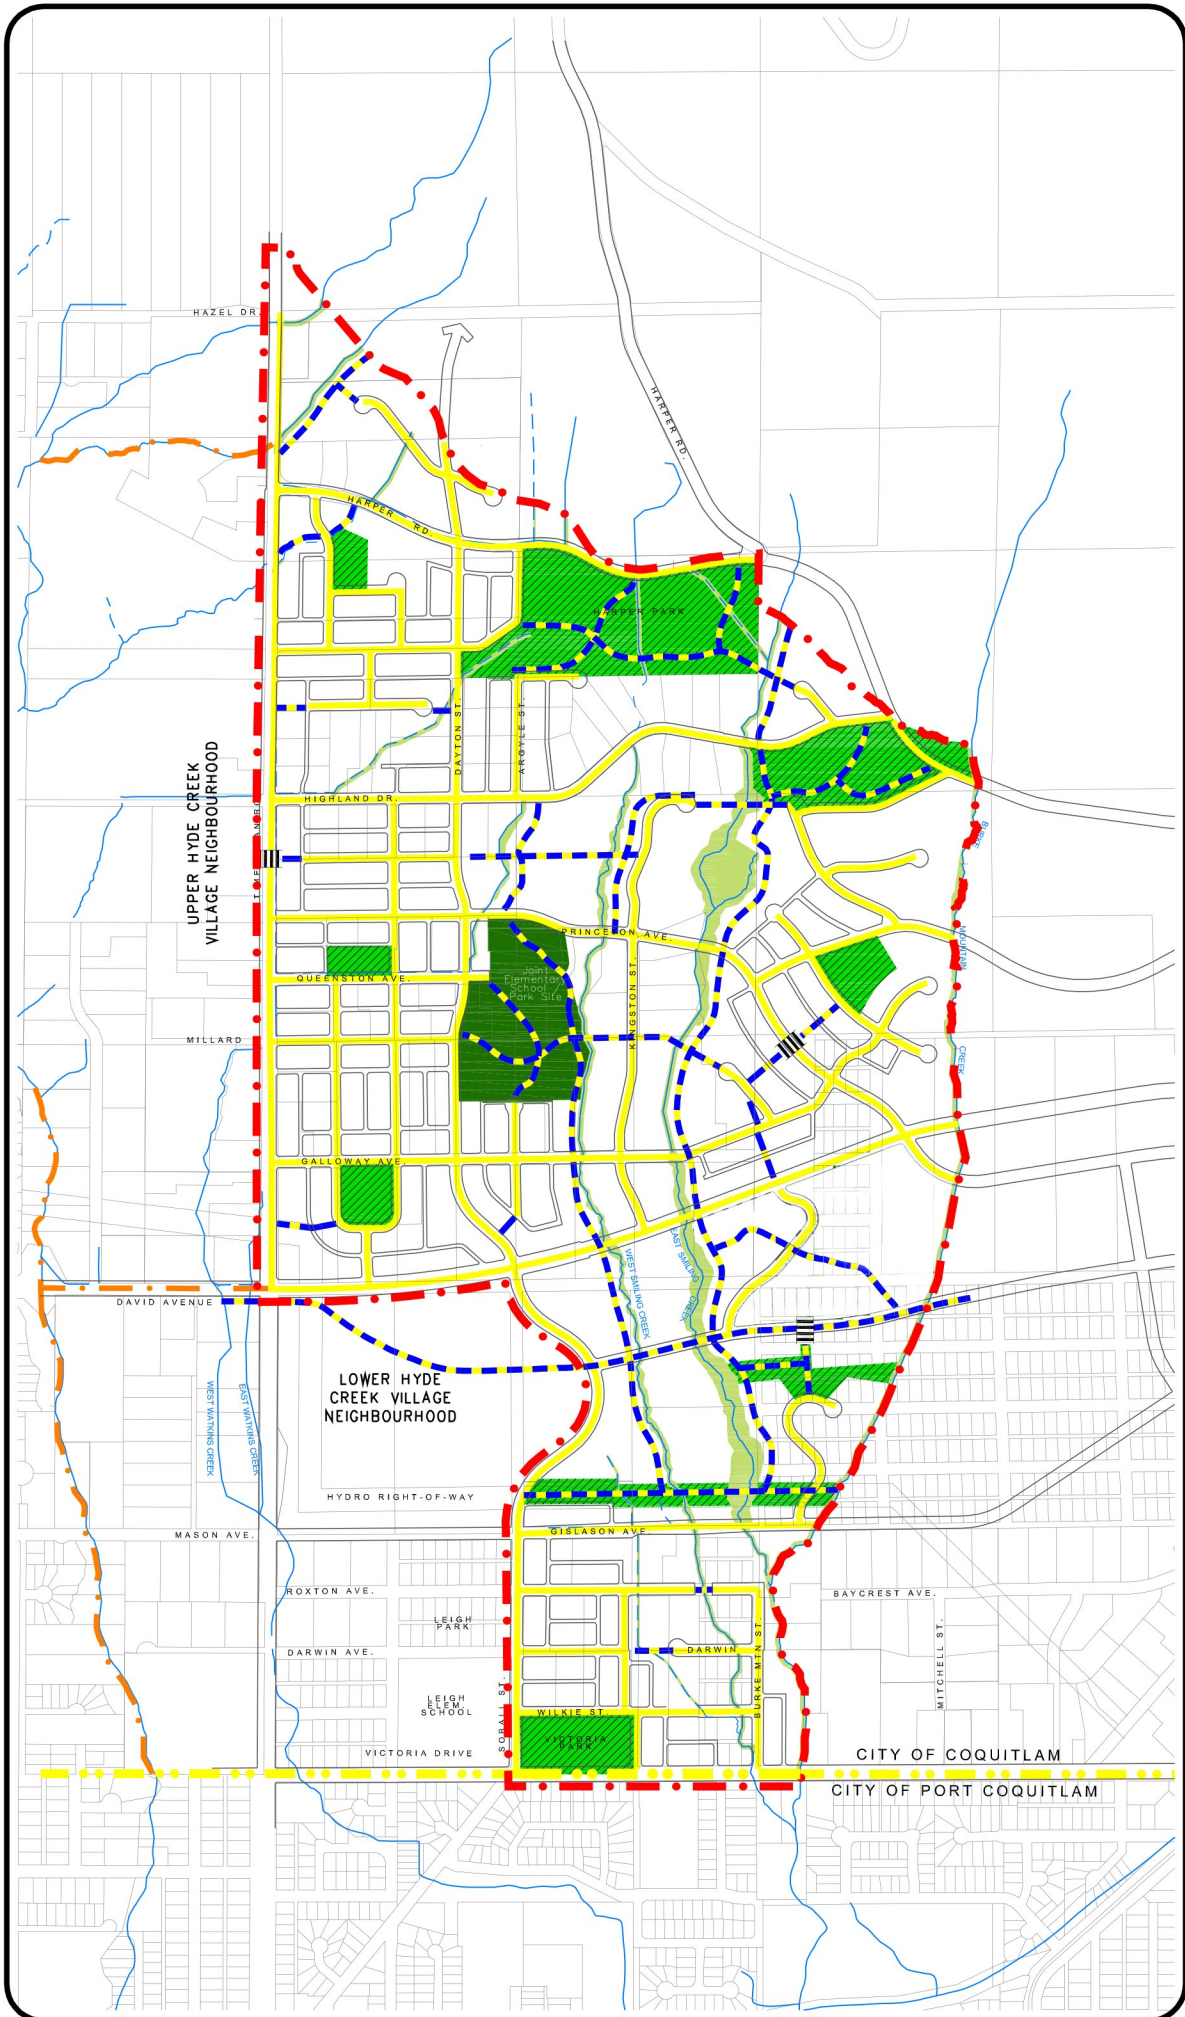 HAZEL DR.
HARPER RD.
HARPER RD.
HARPER PARK
UPPER HYDE CREEK
VILLAGE NEIGHBOURHOOD
DAYTON ST.
ARGYLE ST.
HIGHLAND DR.
BURKE
MOUNTAIN
CREEK
PRINCETON AVE.
Joint
Elementary
School /
Park Site
QUEENSTON AVE.
KINGSTON ST.
MILLARD
GALLOWAY AVE.
WEST SMILING CREEK
EAST SMILING
CREEK
DAVID AVENUE
LOWER HYDE
CREEK VILLAGE
NEIGHBOURHOOD
WEST WATKINS CREEK
EAST WATKINS CREEK
HYDRO RIGHT-OF-WAY
MASON AVE.
GISLASON AVE.
ROXTON AVE.
BAYCREST AVE.
LEIGH
PARK
DARWIN AVE.
DARWIN
BURKE MTN ST.
MITCHELL ST.
LEIGH
ELEM.
SCHOOL
SOBALL ST.
WILKIE ST.
VICTORIA
PARK
VICTORIA DRIVE
CITY OF COQUITLAM
CITY OF PORT COQUITLAM